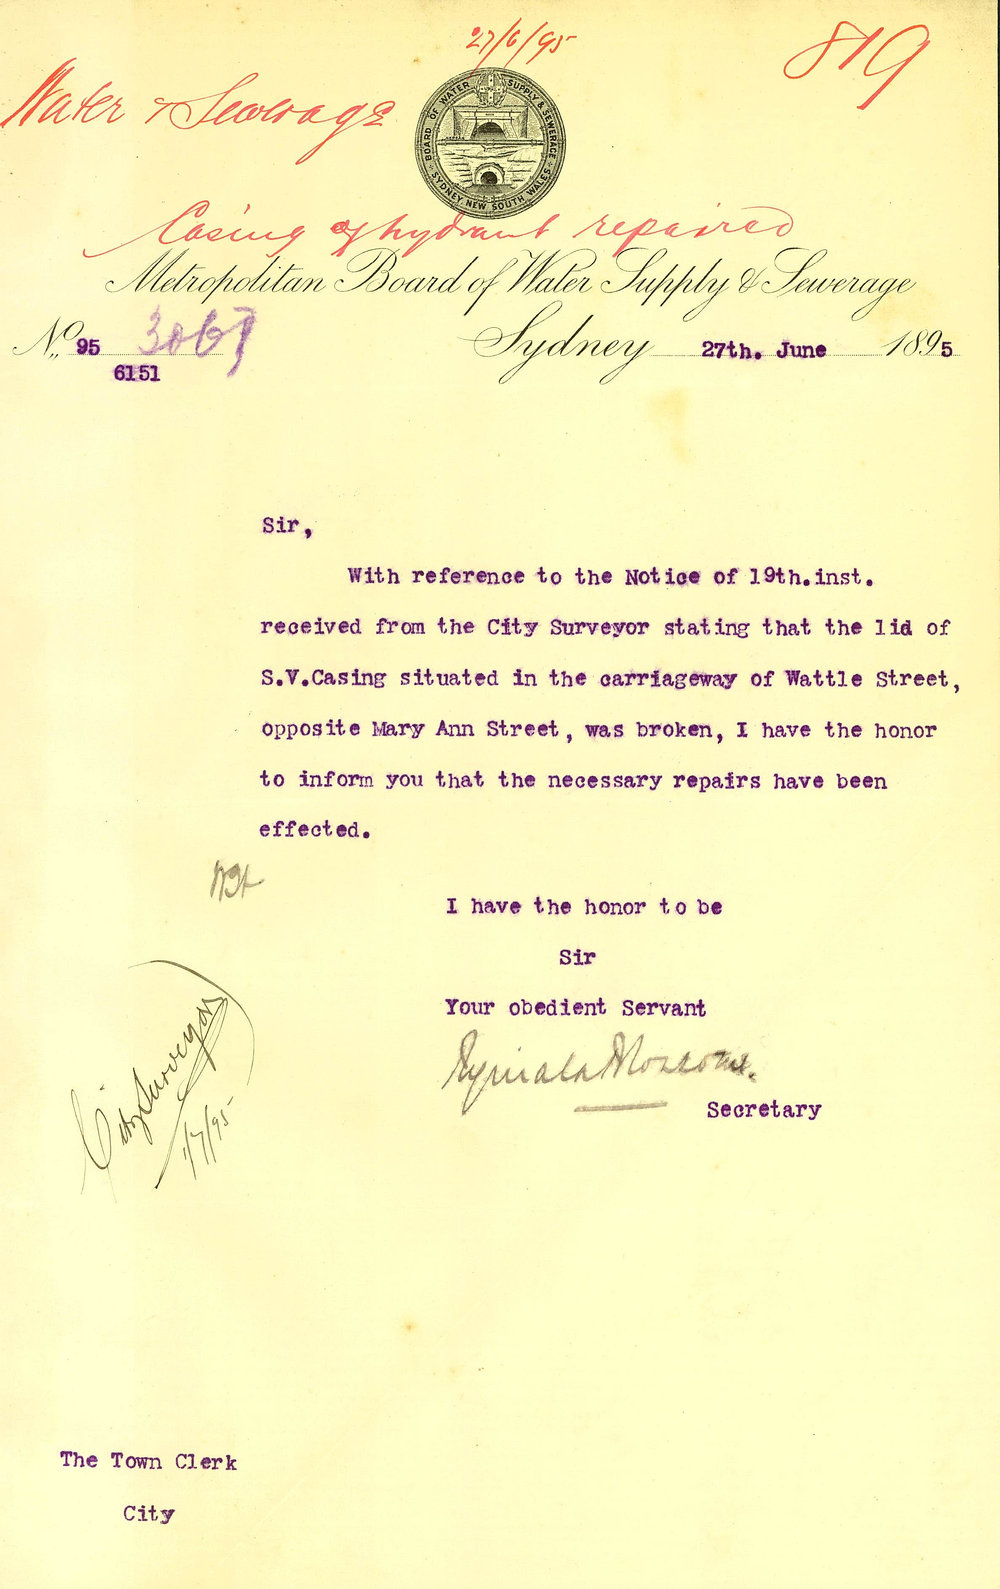 27/6/95
819
Water & Sewerage
BOARD OF WATER SUPPLY & SEWERAGE
SYDNEY NEW SOUTH WALES
Casing of hydrant repaired
Metropolitan Board of Water Supply & Sewerage
No. 95
6151
Sydney 27th. June 1895
Sir,
With reference to the Notice of 19th.inst.
received from the City Surveyor stating that the lid of
S.V.Casing situated in the carriageway of Wattle Street,
opposite Mary Ann Street, was broken, I have the honor
to inform you that the necessary repairs have been
effected.
I have the honor to be
Sir
Your obedient Servant
Secretary
City Surveyor
1/7/95
The Town Clerk
City